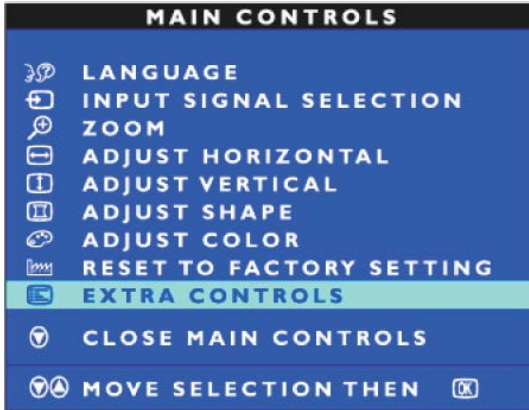 MAIN CONTROLS
LANGUAGE
INPUT SIGNAL SELECTION
ZOOM
ADJUST HORIZONTAL
ADJUST VERTICAL
ADJUST SHAPE
ADJUST COLOR
RESET TO FACTORY SETTING
EXTRA CONTROLS
CLOSE MAIN CONTROLS
MOVE SELECTION THEN OK